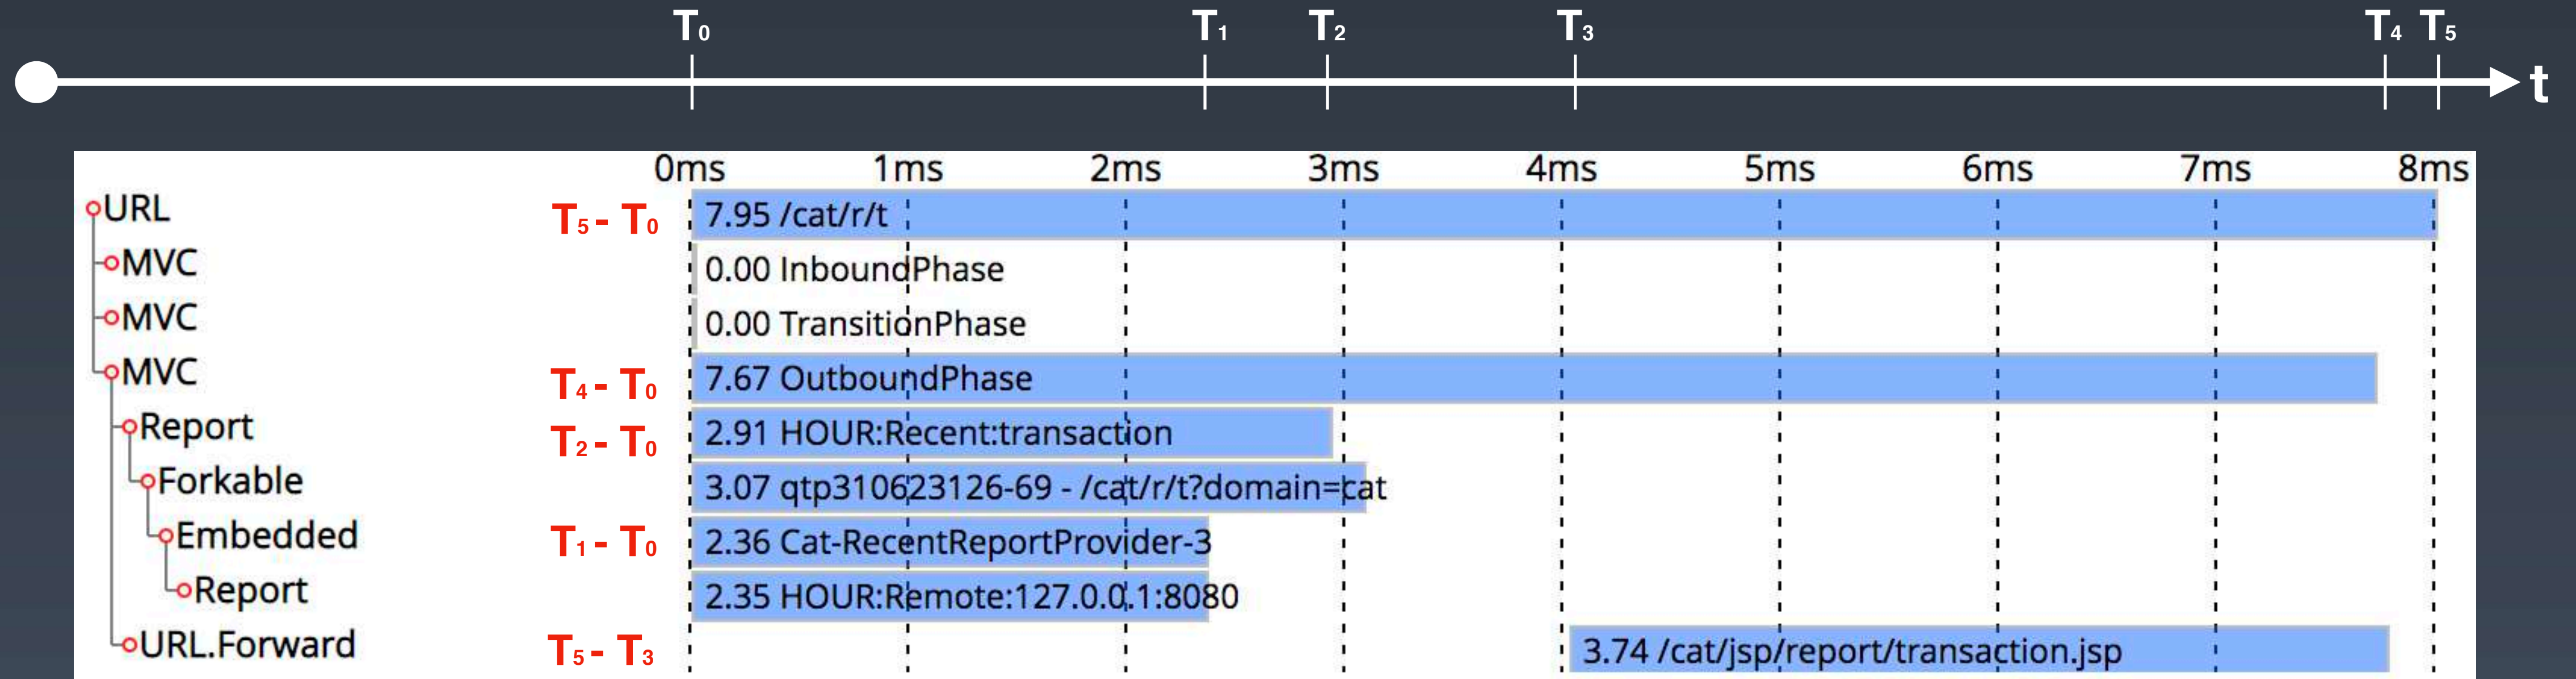 T₀ T₁ T₂ T₃ T₄ T₅
t
0ms 1ms 2ms 3ms 4ms 5ms 6ms 7ms 8ms
URL T₅ - T₀ 7.95 /cat/r/t
MVC 0.00 InboundPhase
MVC 0.00 TransitionPhase
MVC T₄ - T₀ 7.67 OutboundPhase
Report T₂ - T₀ 2.91 HOUR:Recent:transaction
Forkable 3.07 qtp310623126-69 - /cat/r/t?domain=cat
Embedded T₁ - T₀ 2.36 Cat-RecentReportProvider-3
Report 2.35 HOUR:Remote:127.0.0.1:8080
URL.Forward T₅ - T₃ 3.74 /cat/jsp/report/transaction.jsp